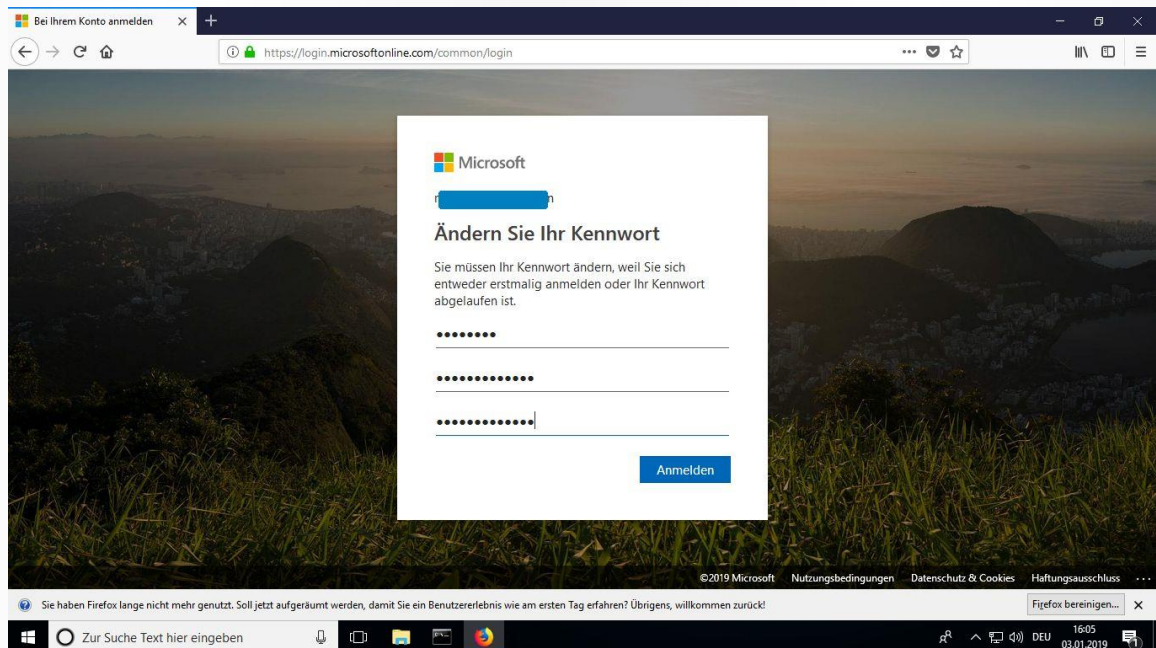 Bei Ihrem Konto anmelden
https://login.microsoftonline.com/common/login
Microsoft
r n
Ändern Sie Ihr Kennwort
Sie müssen Ihr Kennwort ändern, weil Sie sich
entweder erstmalig anmelden oder Ihr Kennwort
abgelaufen ist.
Anmelden
©2019 Microsoft Nutzungsbedingungen Datenschutz & Cookies Haftungsausschluss
Sie haben Firefox lange nicht mehr genutzt. Soll jetzt aufgeräumt werden, damit Sie ein Benutzererlebnis wie am ersten Tag erfahren? Übrigens, willkommen zurück! Firefox bereinigen...
Zur Suche Text hier eingeben DEU 16:05
03.01.2019 1